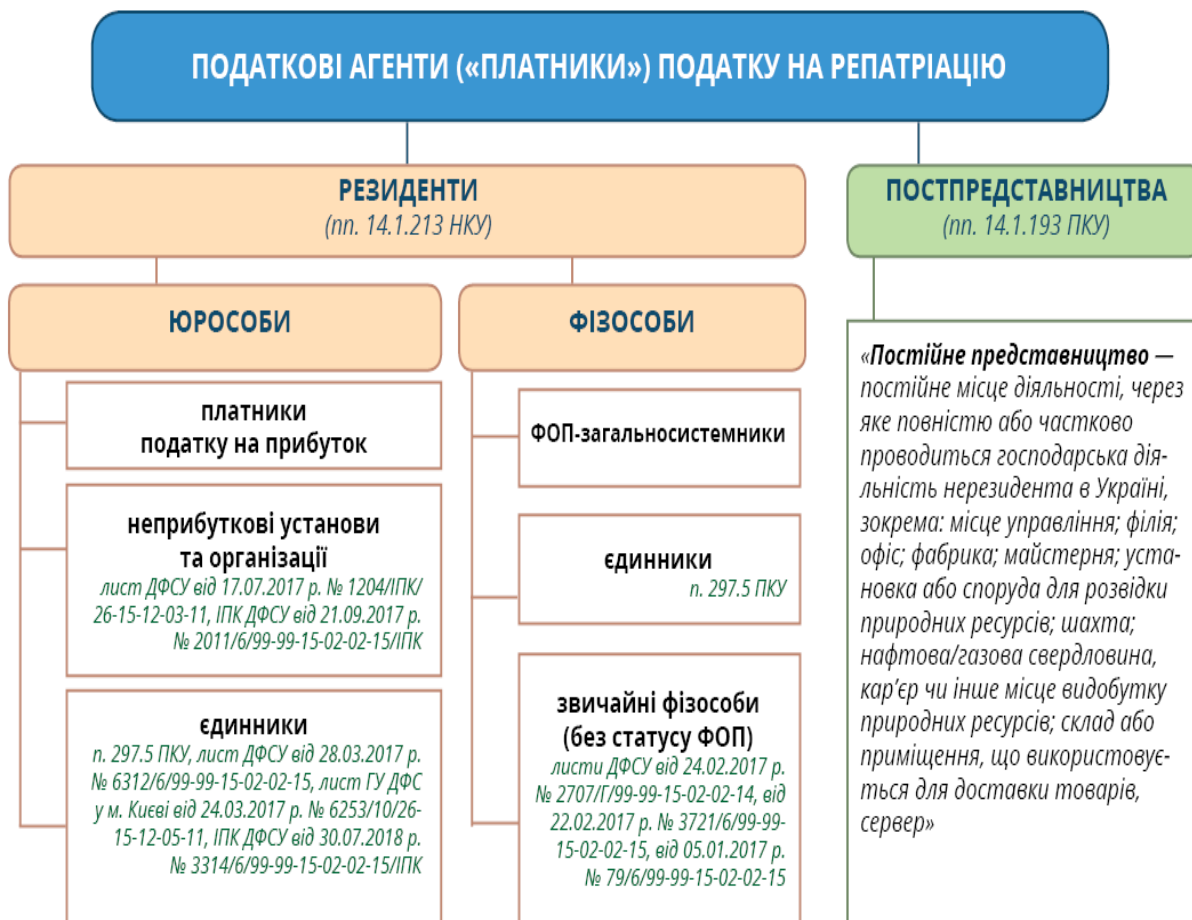 ПОДАТКОВІ АГЕНТИ («ПЛАТНИКИ») ПОДАТКУ НА РЕПАТРІАЦІЮ
РЕЗИДЕНТИ
(пп. 14.1.213 НКУ)
ПОСТПРЕДСТАВНИЦТВА
(пп. 14.1.193 ПКУ)
ЮРОСОБИ
ФІЗОСОБИ
платники
податку на прибуток
неприбуткові установи
та організації
лист ДФСУ від 17.07.2017 р. № 1204/ІПК/
26-15-12-03-11, ІПК ДФСУ від 21.09.2017 р.
№ 2011/6/99-99-15-02-02-15/ІПК
єдинники
п. 297.5 ПКУ, лист ДФСУ від 28.03.2017 р.
№ 6312/6/99-99-15-02-02-15, лист ГУ ДФС
у м. Києві від 24.03.2017 р. № 6253/10/26-
15-12-05-11, ІПК ДФСУ від 30.07.2018 р.
№ 3314/6/99-99-15-02-02-15/ІПК
ФОП-загальносистемники
єдинники
п. 297.5 ПКУ
звичайні фізособи
(без статусу ФОП)
листи ДФСУ від 24.02.2017 р.
№ 2707/Г/99-99-15-02-02-14, від
22.02.2017 р. № 3721/6/99-99-
15-02-02-15, від 05.01.2017 р.
№ 79/6/99-99-15-02-02-15
«Постійне представництво —
постійне місце діяльності, через
яке повністю або частково
проводиться господарська дія-
льність нерезидента в Україні,
зокрема: місце управління; філія;
офіс; фабрика; майстерня; уста-
новка або споруда для розвідки
природних ресурсів; шахта;
нафтова/газова свердловина,
кар’єр чи інше місце видобутку
природних ресурсів; склад або
приміщення, що використовує-
ться для доставки товарів,
сервер»